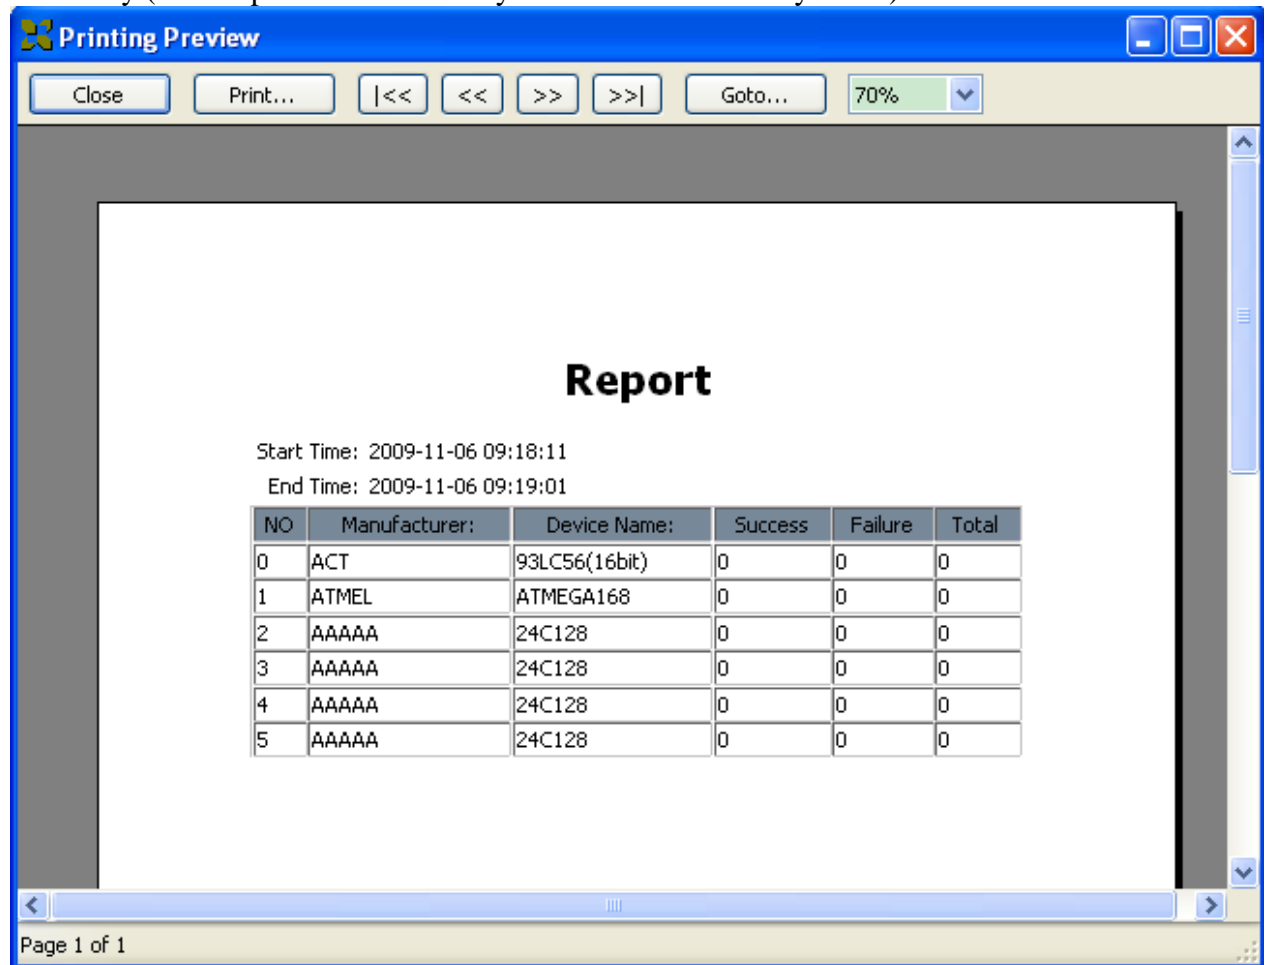 Printing Preview
Close Print... |<< << >> >>| Goto... 70%
Report
Start Time: 2009-11-06 09:18:11
End Time: 2009-11-06 09:19:01
NO Manufacturer: Device Name: Success Failure Total
0 ACT 93LC56(16bit) 0 0 0
1 ATMEL ATMEGA168 0 0 0
2 AAAAA 24C128 0 0 0
3 AAAAA 24C128 0 0 0
4 AAAAA 24C128 0 0 0
5 AAAAA 24C128 0 0 0
Page 1 of 1